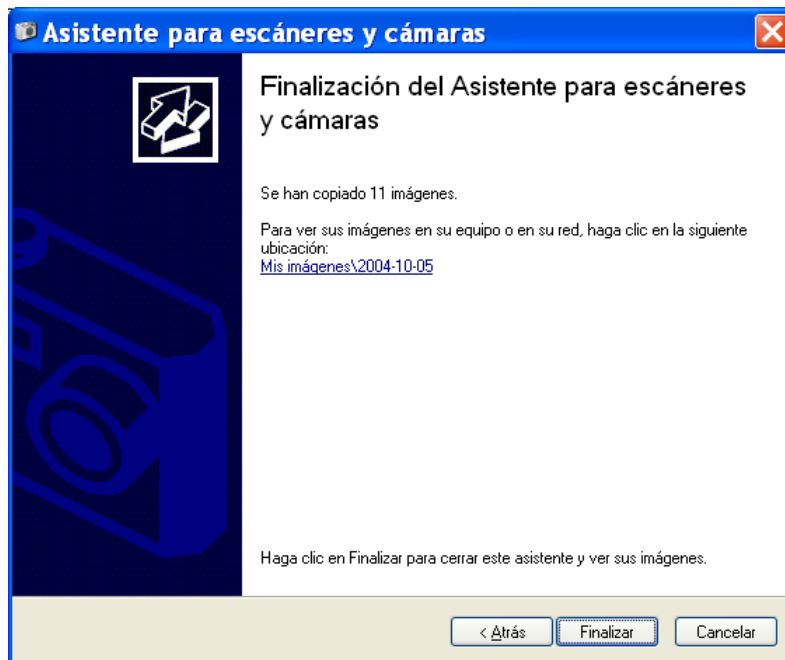 Asistente para escáneres y cámaras
Finalización del Asistente para escáneres
y cámaras
Se han copiado 11 imágenes.
Para ver sus imágenes en su equipo o en su red, haga clic en la siguiente
ubicación:
Mis imágenes\2004-10-05
Haga clic en Finalizar para cerrar este asistente y ver sus imágenes.
< Atrás Finalizar Cancelar